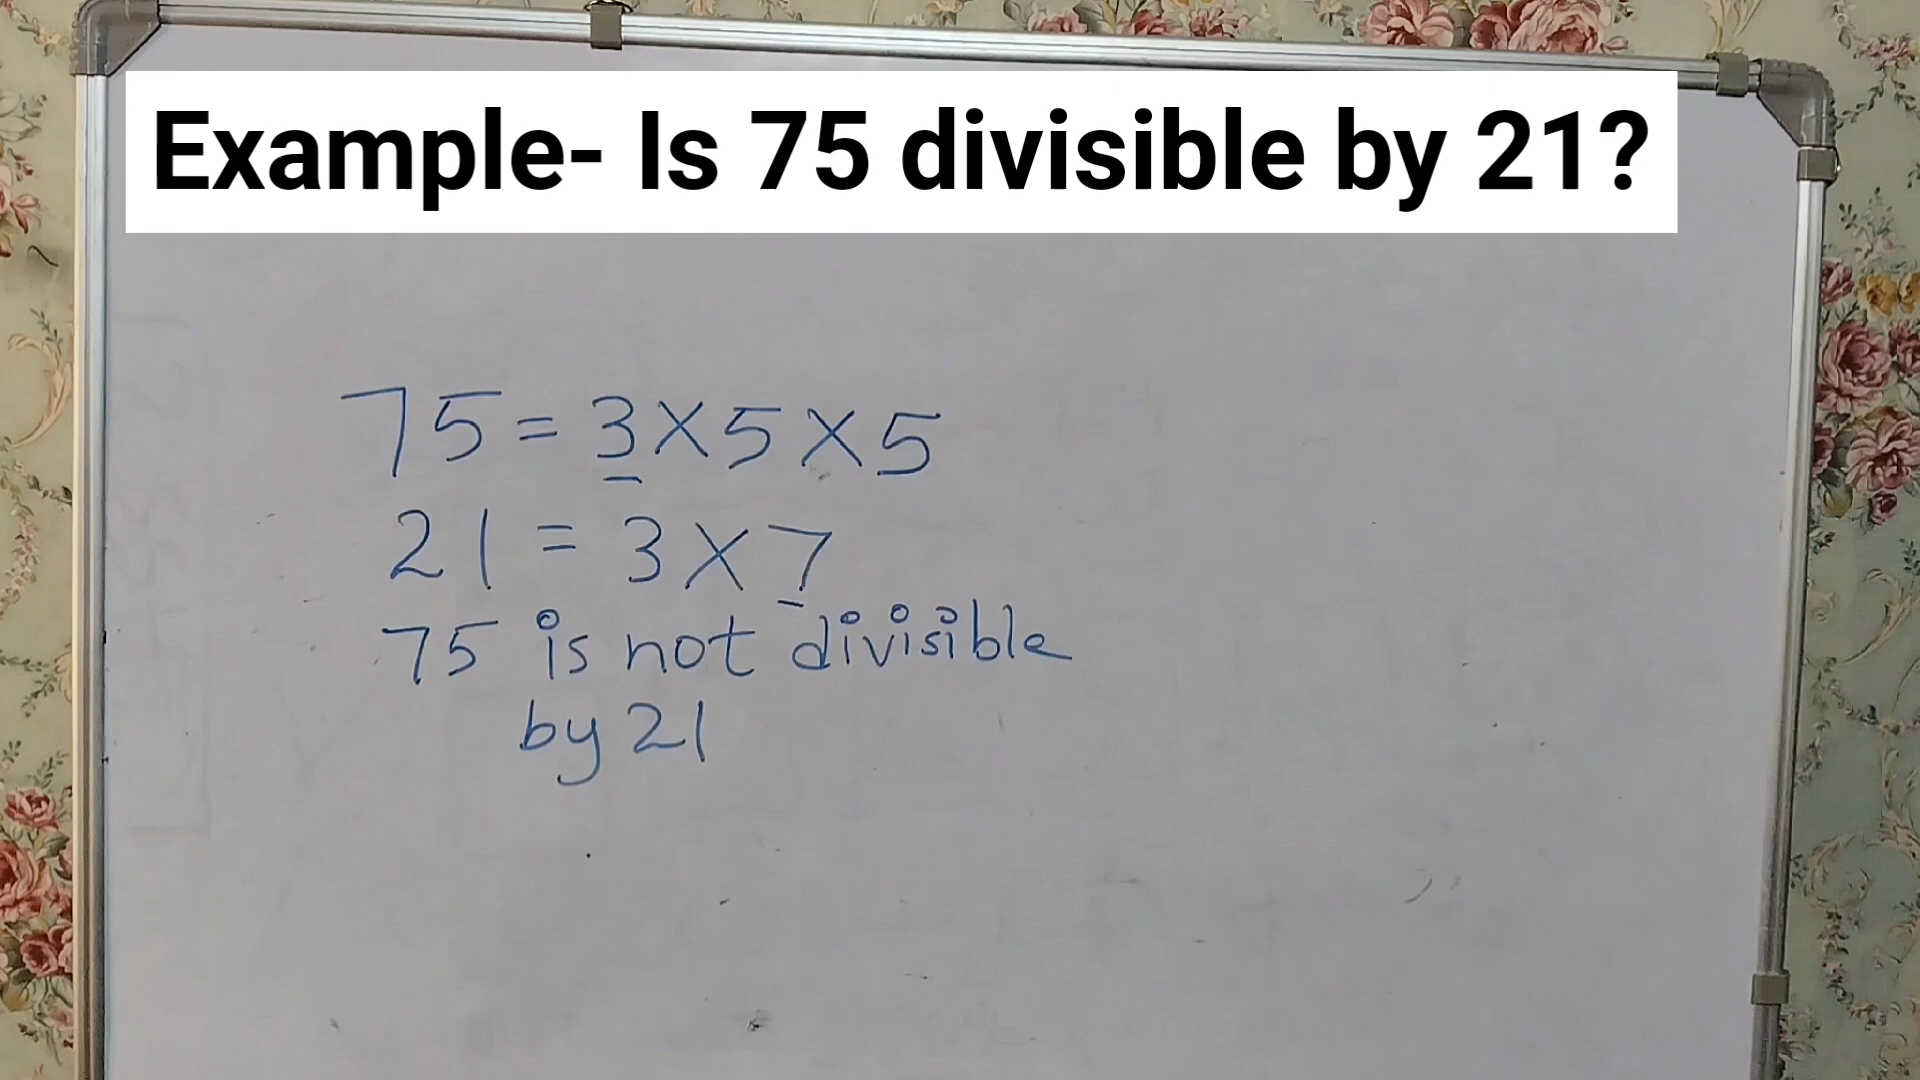 Example- Is 75 divisible by 21?
75 = 3 × 5 × 5
21 = 3 × 7
75 is not divisible
by 21